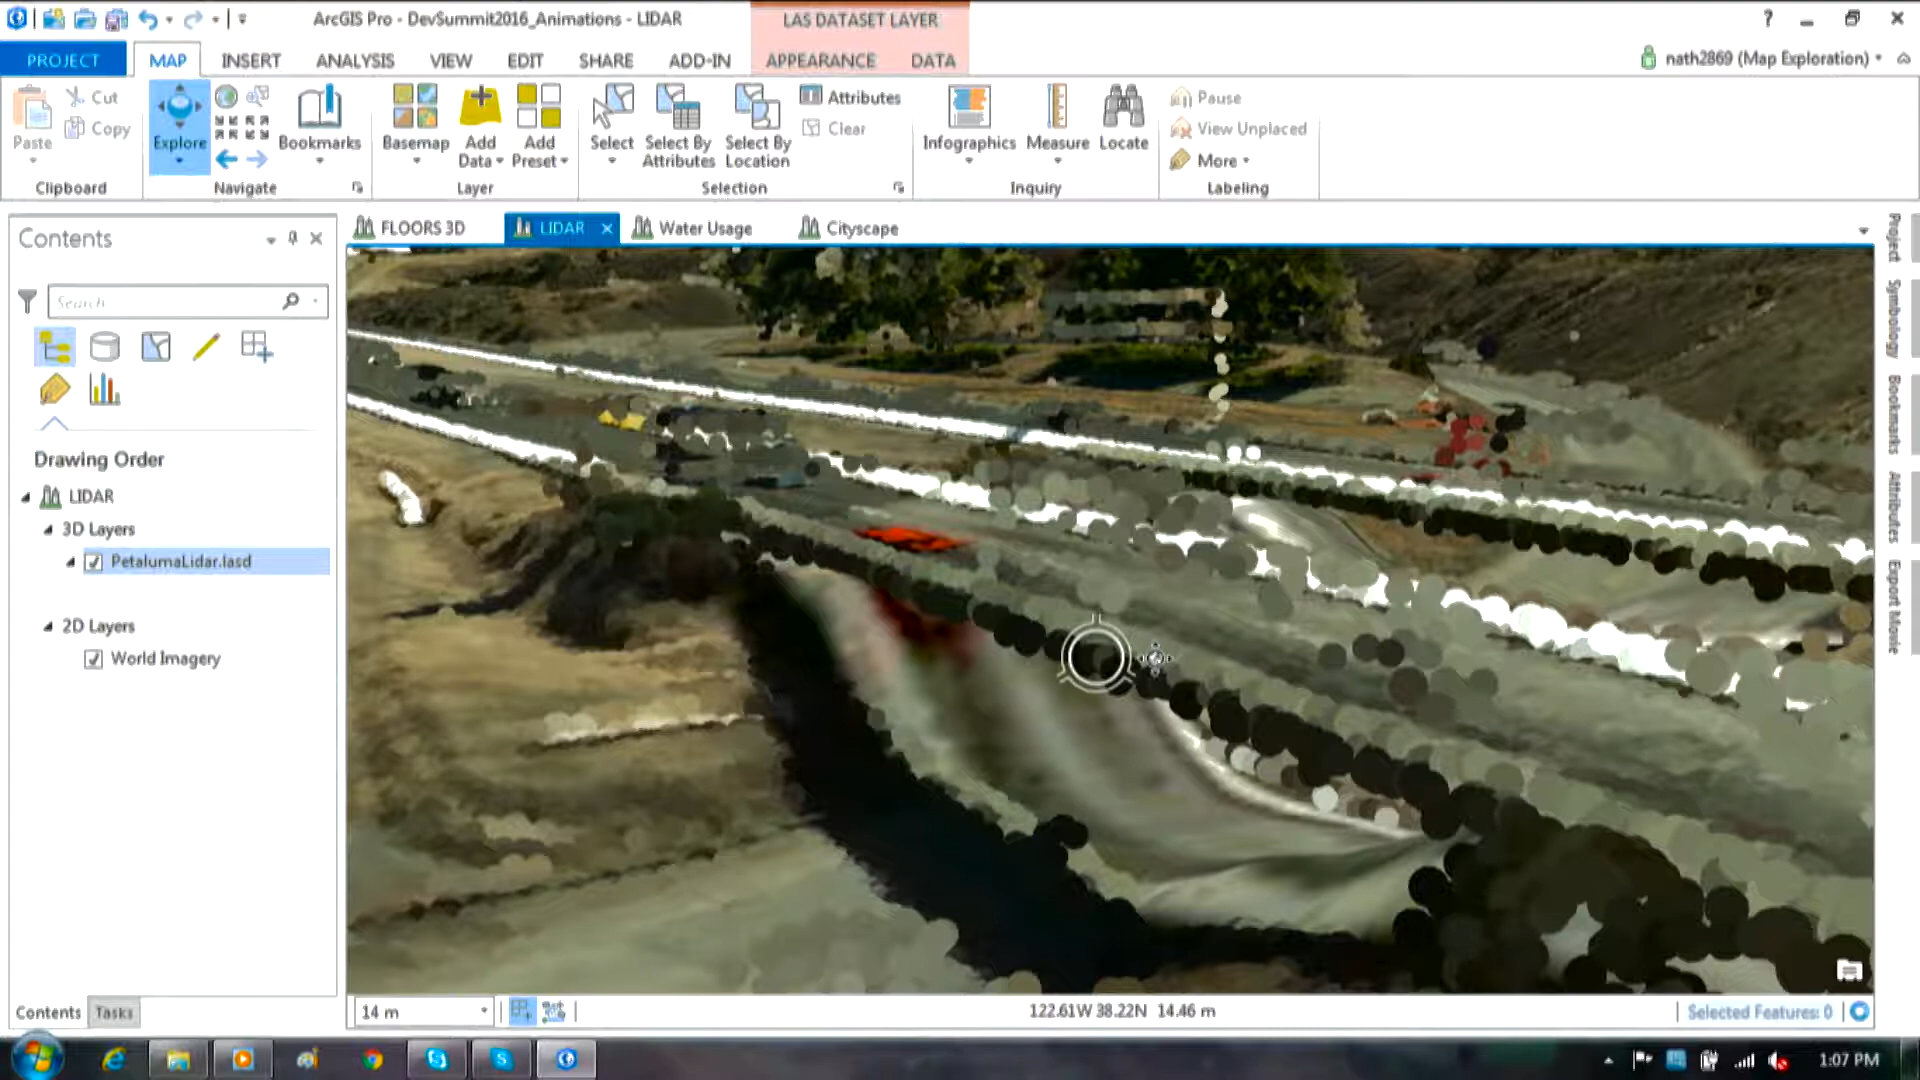 ArcGIS Pro - DevSummit2016_Animations - LIDAR
LAS DATASET LAYER
?
PROJECT MAP INSERT ANALYSIS VIEW EDIT SHARE ADD-IN APPEARANCE DATA
nath2869 (Map Exploration)
Paste
Cut
Copy
Clipboard
Explore
Bookmarks
Navigate
Basemap
Add Data
Add Preset
Layer
Select
Select By Attributes
Select By Location
Attributes
Clear
Selection
Infographics
Measure
Locate
Inquiry
Pause
View Unplaced
More
Labeling
Contents
Search
Drawing Order
LIDAR
3D Layers
PetalumaLidar.lasd
2D Layers
World Imagery
Contents Tasks
FLOORS 3D LIDAR Water Usage Cityscape
Project
Symbology
Bookmarks
Attributes
Export Movie
14 m
122.61W 38.22N 14.46 m
Selected Features: 0
1:07 PM